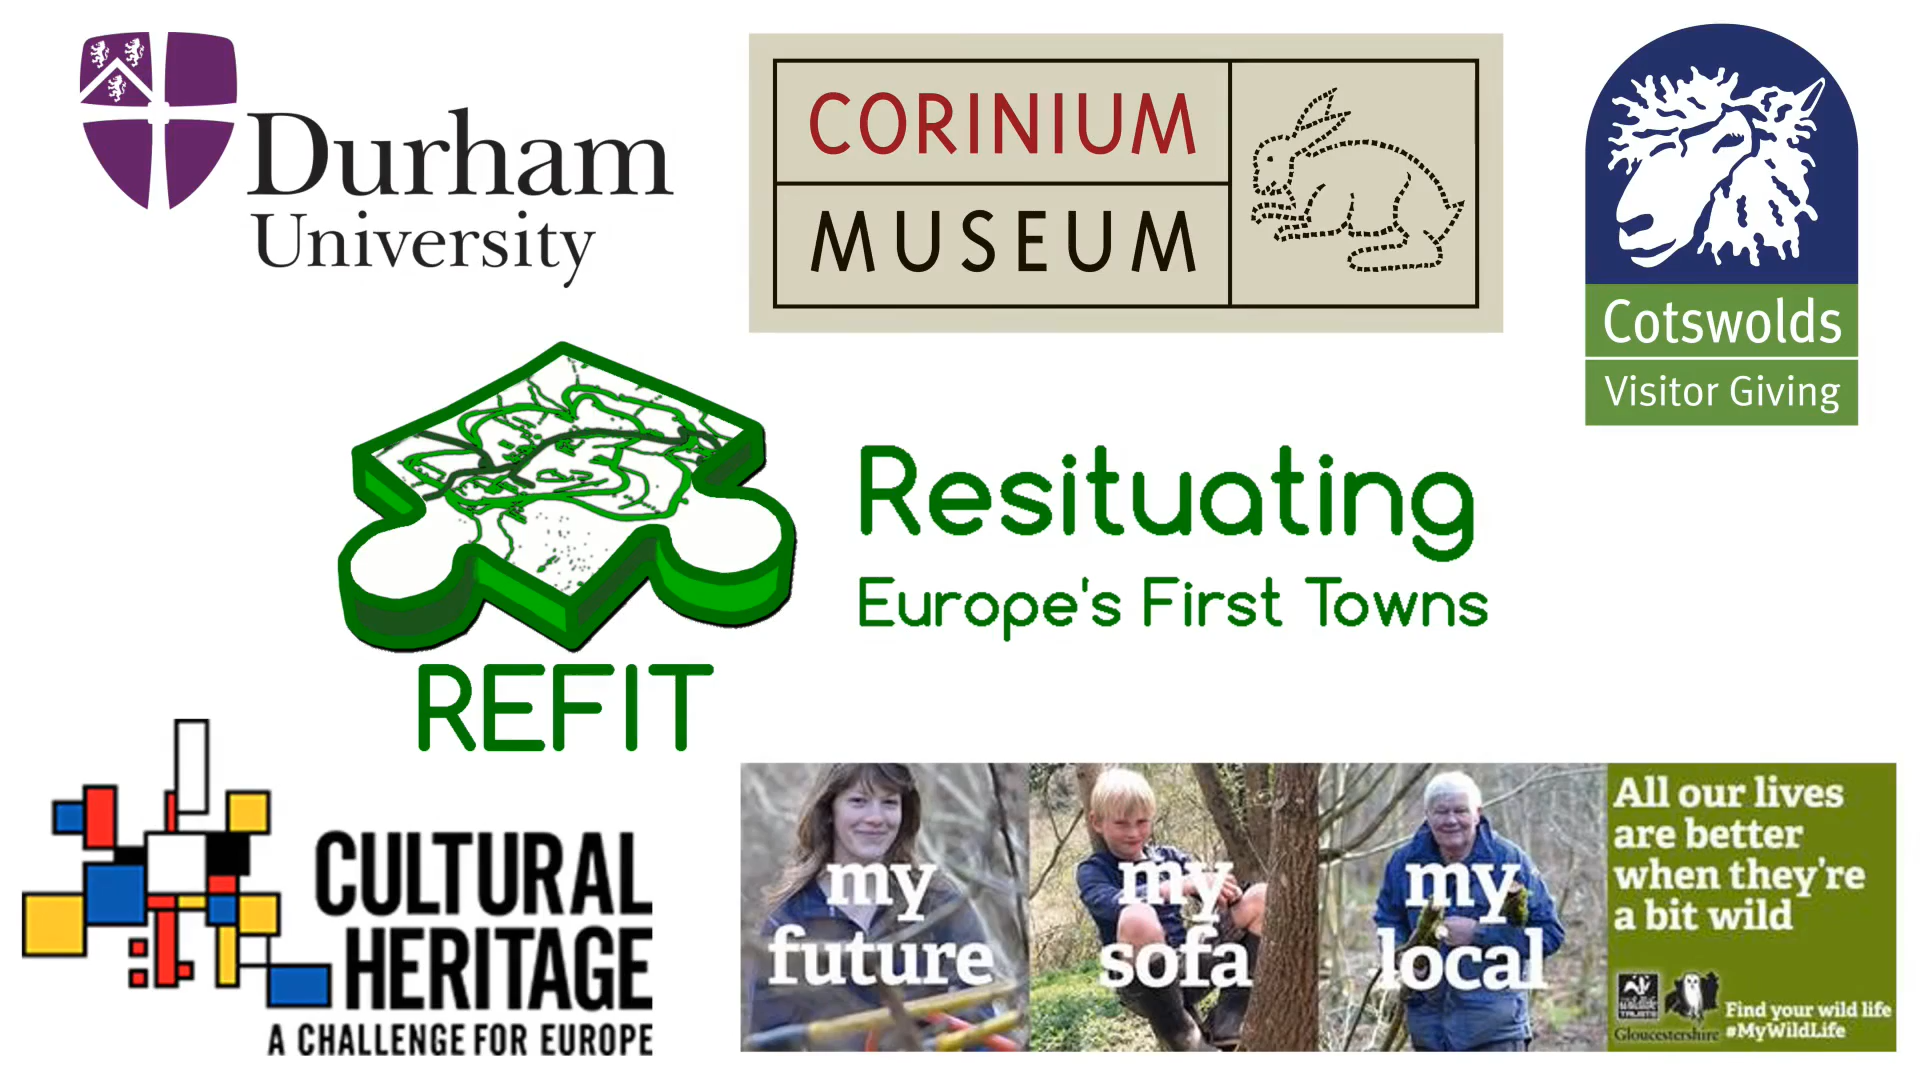 Durham
University
CORINIUM
MUSEUM
Cotswolds
Visitor Giving
Resituating
Europe's First Towns
REFIT
CULTURAL
HERITAGE
A CHALLENGE FOR EUROPE
my
future
my
sofa
my
local
All our lives
are better
when they're
a bit wild
Gloucestershire
Find your wild life
#MyWildLife